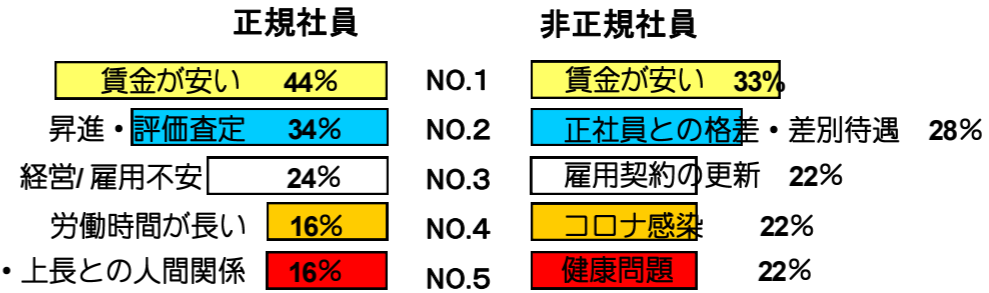 正規社員 非正規社員
賃金が安い 44% NO.1 賃金が安い 33%
昇進・評価査定 34% NO.2 正社員との格差・差別待遇 28%
経営/雇用不安 24% NO.3 雇用契約の更新 22%
労働時間が長い 16% NO.4 コロナ感染 22%
・上長との人間関係 16% NO.5 健康問題 22%